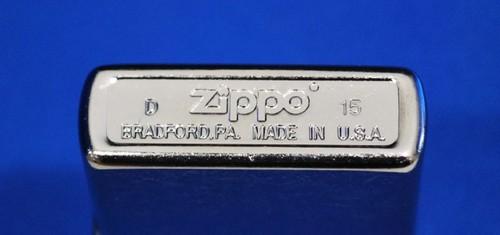 D Zippo 15
BRADFORD,PA. MADE IN U.S.A.